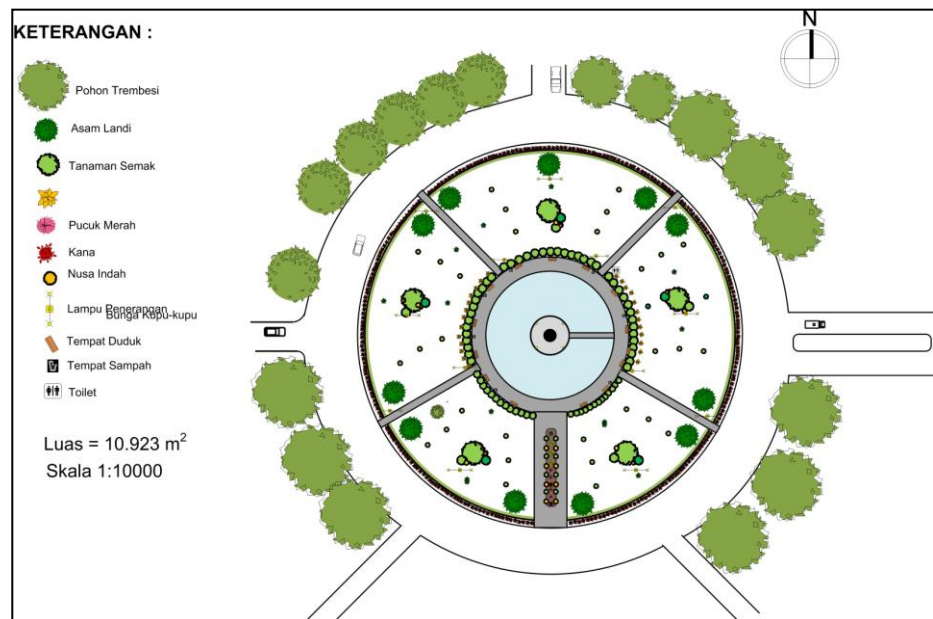 KETERANGAN :
N
Pohon Trembesi
Asam Landi
Tanaman Semak
Pucuk Merah
Kana
Nusa Indah
Lampu Penerangan
Bunga Kupu-kupu
Tempat Duduk
Tempat Sampah
Toilet
Luas = 10.923 m²
Skala 1:10000